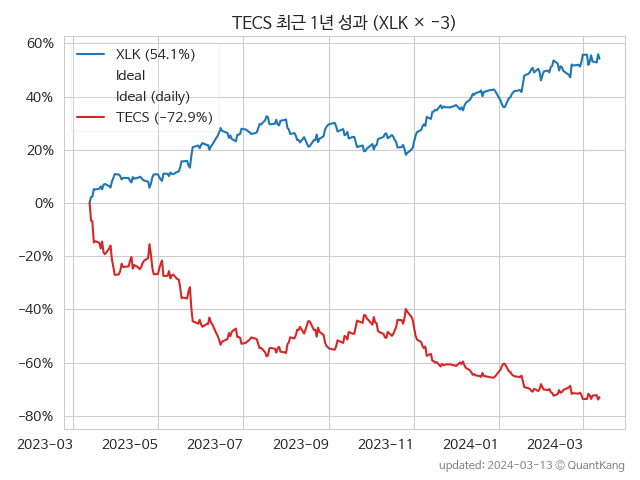 TECS 최근 1년 성과 (XLK × −3)
60%
40%
20%
0%
−20%
−40%
−60%
−80%
XLK (54.1%)
Ideal
Ideal (daily)
TECS (−72.9%)
2023−03
2023−05
2023−07
2023−09
2023−11
2024−01
2024−03
updated: 2024−03−13 ⓒ QuantKang